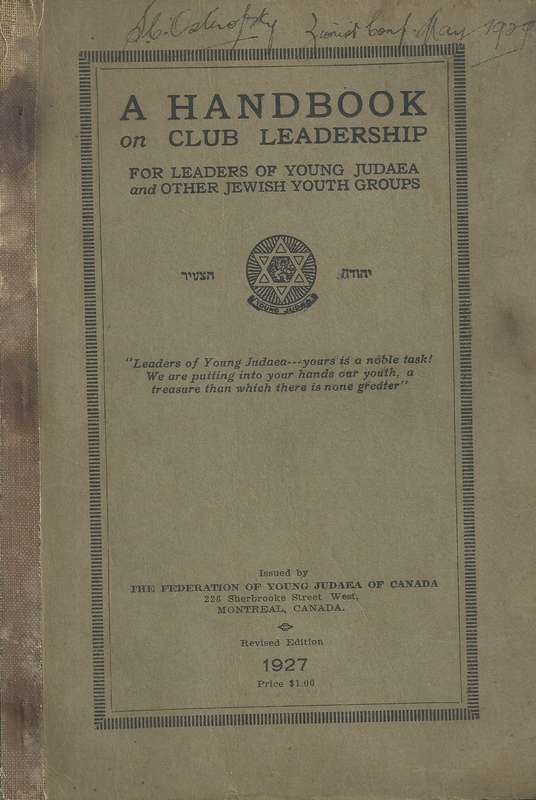 Zionist Conf. May
A HANDBOOK
on CLUB LEADERSHIP
FOR LEADERS OF YOUNG JUDAEA
and OTHER JEWISH YOUTH GROUPS
יהודה הצעיר
YOUNG JUDAEA
"Leaders of Young Judaea---yours is a noble task!
We are putting into your hands our youth, a
treasure than which there is none greater"
Issued by
THE FEDERATION OF YOUNG JUDAEA OF CANADA
226 Sherbrooke Street West,
MONTREAL, CANADA.
Revised Edition
1927
Price $1.00